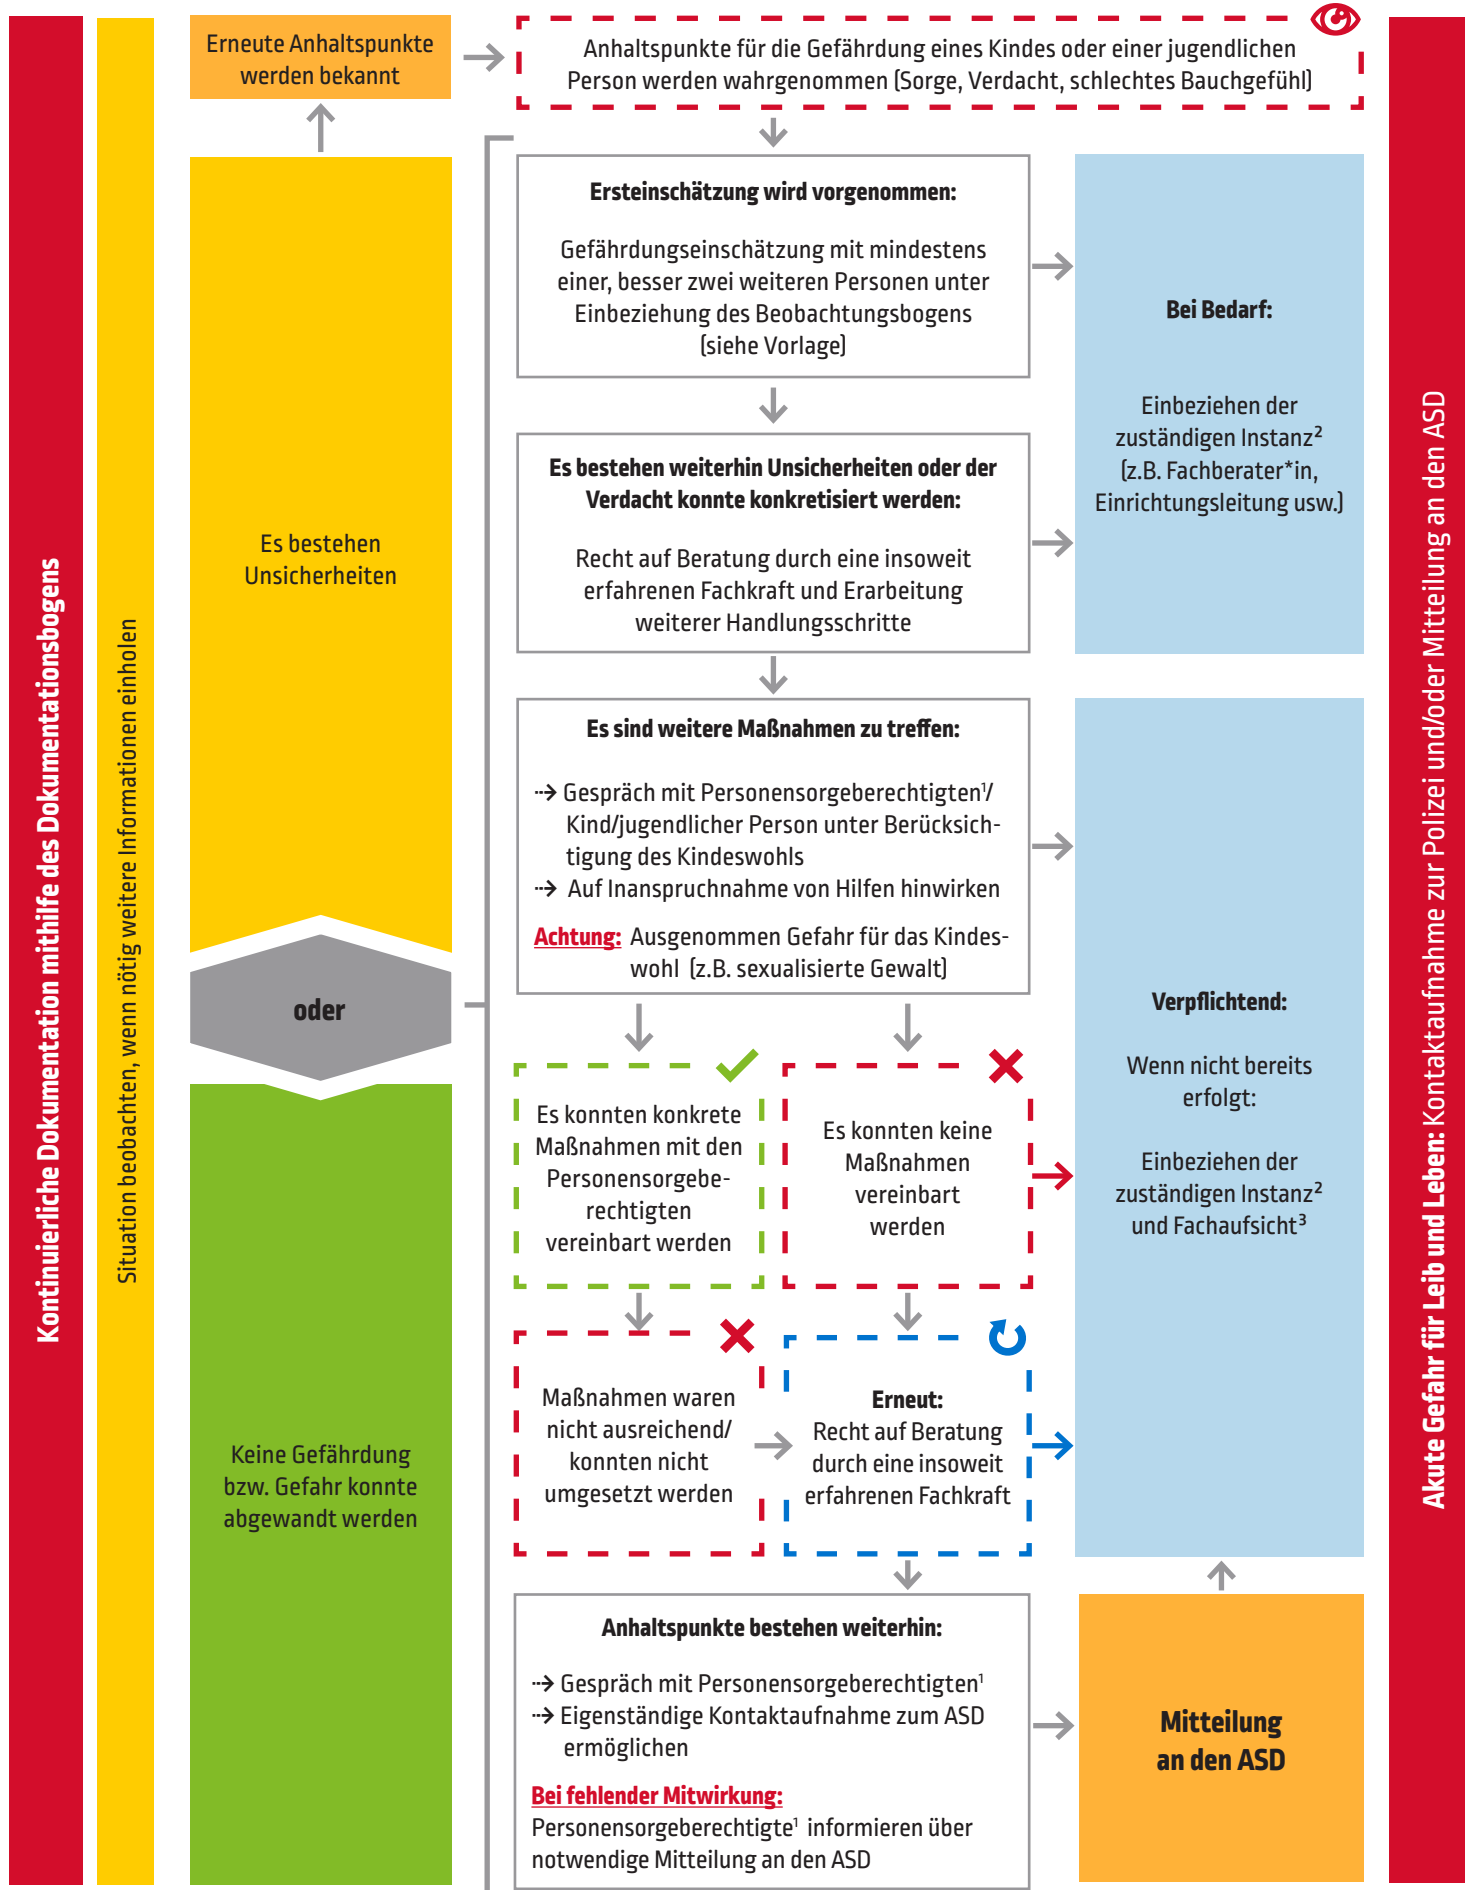 Erneute Anhaltspunkte
werden bekannt
Anhaltspunkte für die Gefährdung eines Kindes oder einer jugendlichen
Person werden wahrgenommen (Sorge, Verdacht, schlechtes Bauchgefühl)
Kontinuierliche Dokumentation mithilfe des Dokumentationsbogens
Situation beobachten, wenn nötig weitere Informationen einholen
Es bestehen
Unsicherheiten
oder
Keine Gefährdung
bzw. Gefahr konnte
abgewandt werden
Ersteinschätzung wird vorgenommen:
Gefährdungseinschätzung mit mindestens
einer, besser zwei weiteren Personen unter
Einbeziehung des Beobachtungsbogens
(siehe Vorlage)
Es bestehen weiterhin Unsicherheiten oder der
Verdacht konnte konkretisiert werden:
Recht auf Beratung durch eine insoweit
erfahrenen Fachkraft und Erarbeitung
weiterer Handlungsschritte
Bei Bedarf:
Einbeziehen der
zuständigen Instanz²
(z.B. Fachberater*in,
Einrichtungsleitung usw.)
Es sind weitere Maßnahmen zu treffen:
⇢ Gespräch mit Personensorgeberechtigten¹/
Kind/jugendlicher Person unter Berücksich-
tigung des Kindeswohls
⇢ Auf Inanspruchnahme von Hilfen hinwirken
Achtung: Ausgenommen Gefahr für das Kindes-
wohl (z.B. sexualisierte Gewalt)
Es konnten konkrete
Maßnahmen mit den
Personensorgebe-
rechtigten
vereinbart werden
Es konnten keine
Maßnahmen
vereinbart
werden
Maßnahmen waren
nicht ausreichend/
konnten nicht
umgesetzt werden
Erneut:
Recht auf Beratung
durch eine insoweit
erfahrenen Fachkraft
Verpflichtend:
Wenn nicht bereits
erfolgt:
Einbeziehen der
zuständigen Instanz²
und Fachaufsicht³
Anhaltspunkte bestehen weiterhin:
⇢ Gespräch mit Personensorgeberechtigten¹
⇢ Eigenständige Kontaktaufnahme zum ASD
ermöglichen
Bei fehlender Mitwirkung:
Personensorgeberechtigte¹ informieren über
notwendige Mitteilung an den ASD
Mitteilung
an den ASD
Akute Gefahr für Leib und Leben: Kontaktaufnahme zur Polizei und/oder Mitteilung an den ASD